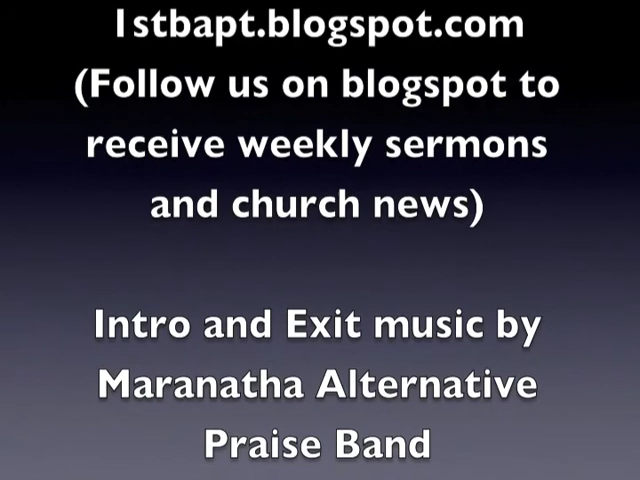 1stbapt.blogspot.com
(Follow us on blogspot to
receive weekly sermons
and church news)
Intro and Exit music by
Maranatha Alternative
Praise Band